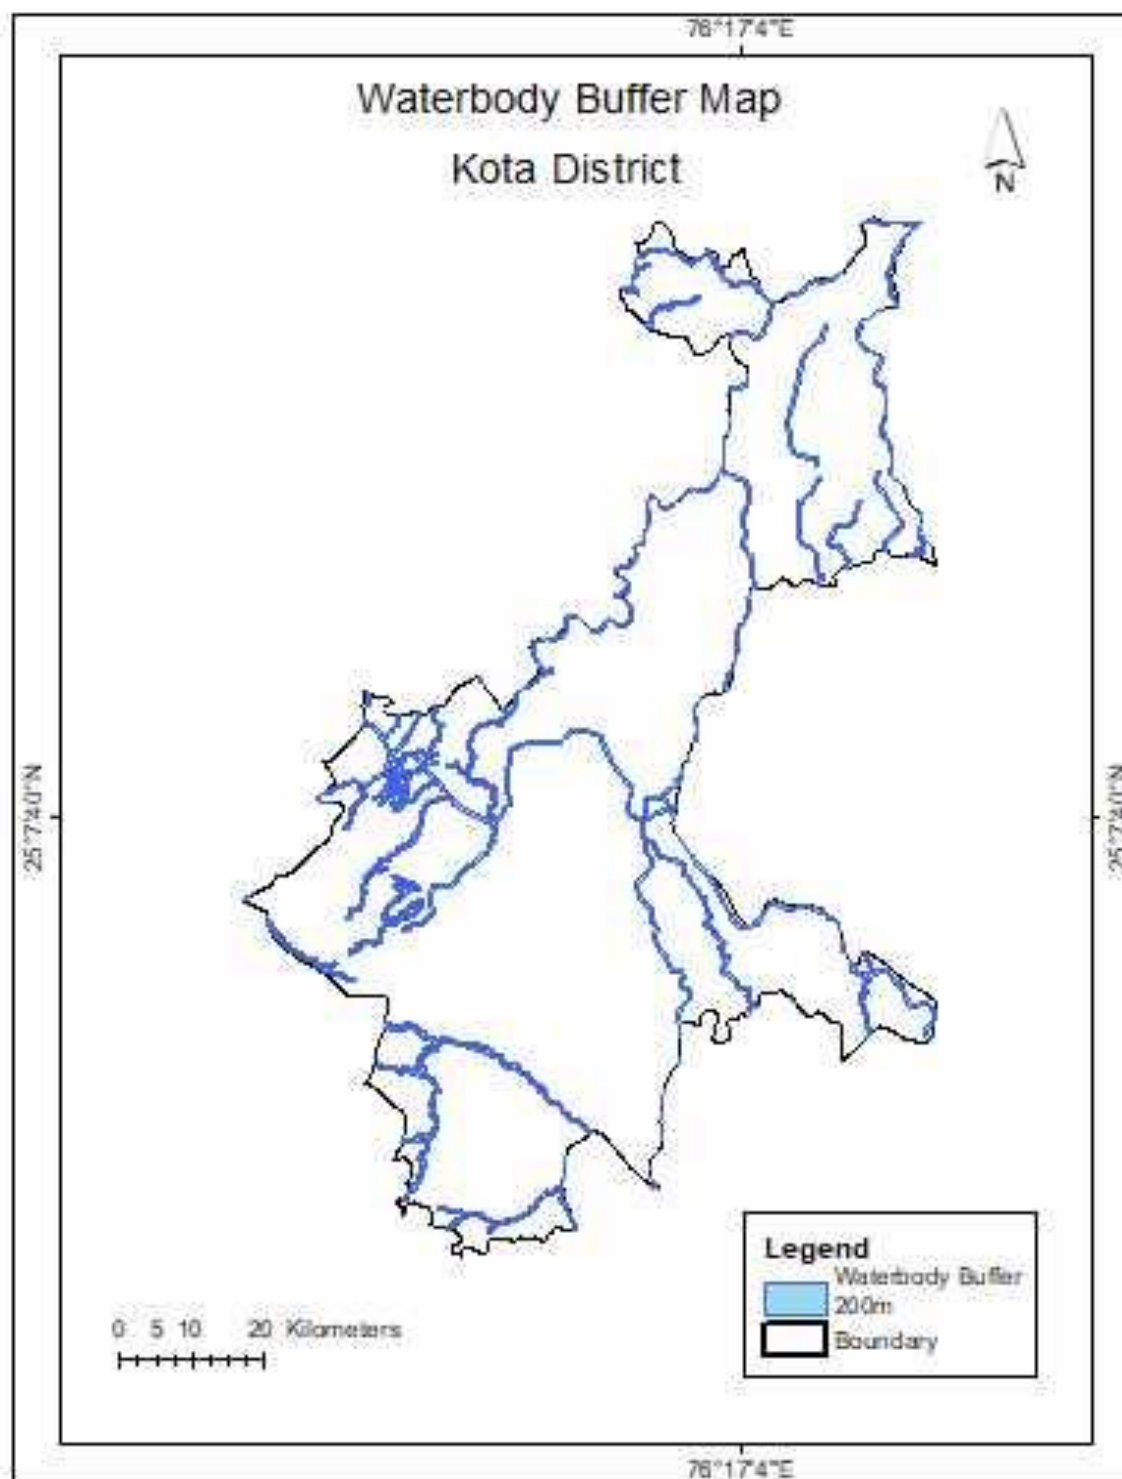 76°17'4"E
Waterbody Buffer Map
Kota District
N
25°7'40"N
25°7'40"N
Legend
Waterbody Buffer
200m
Boundary
0 5 10 20 Kilometers
76°17'4"E